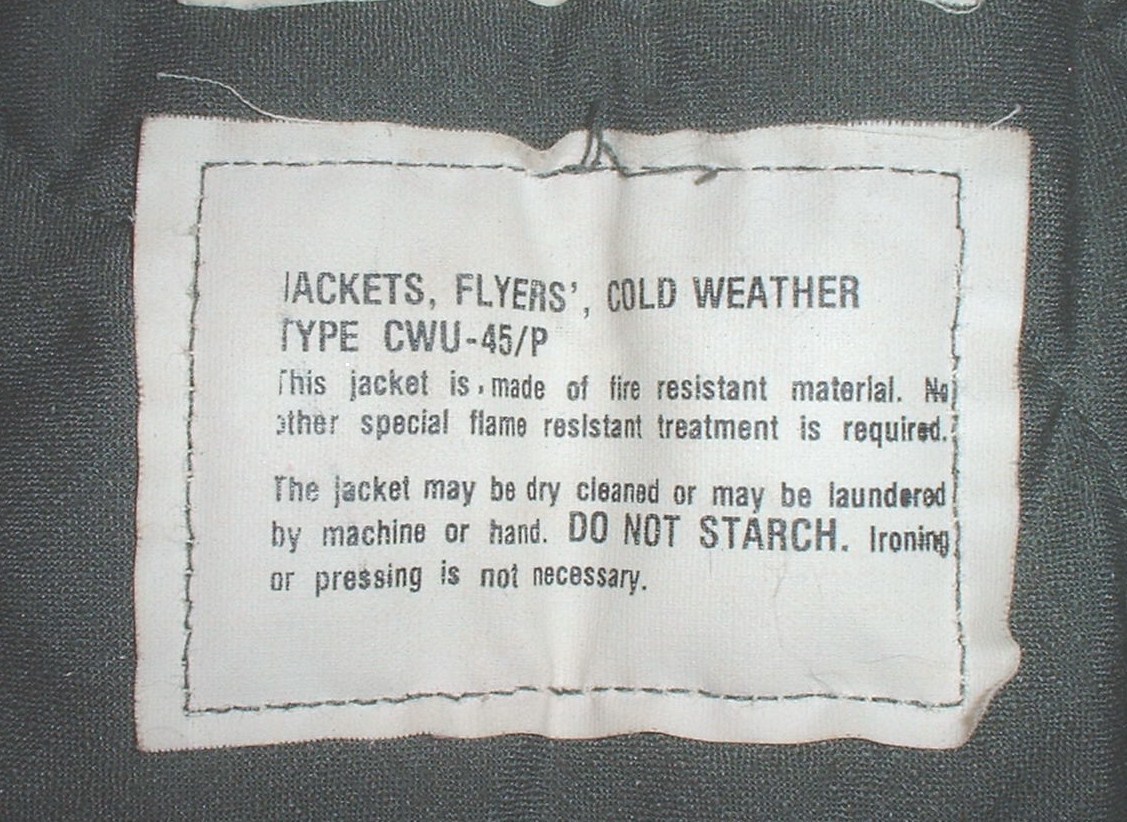 JACKETS, FLYERS', COLD WEATHER
TYPE CWU-45/P
This jacket is made of fire resistant material. No
other special flame resistant treatment is required.
The jacket may be dry cleaned or may be laundered
by machine or hand. DO NOT STARCH. Ironing
or pressing is not necessary.